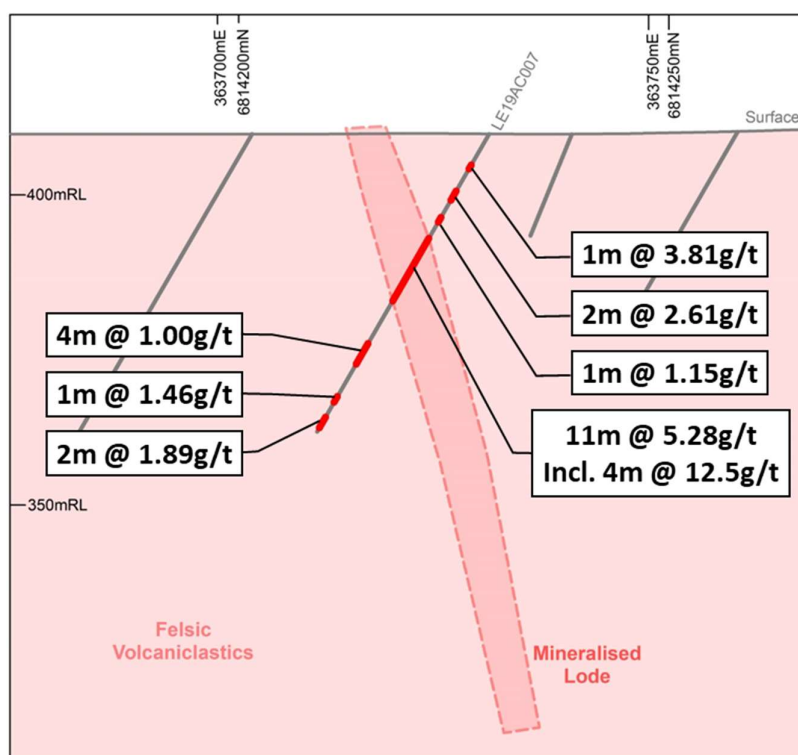 363700mE
6814200mN
363750mE
6814250mN
LE19AC007
Surface
400mRL
1m @ 3.81g/t
2m @ 2.61g/t
4m @ 1.00g/t
1m @ 1.15g/t
1m @ 1.46g/t
11m @ 5.28g/t
Incl. 4m @ 12.5g/t
2m @ 1.89g/t
350mRL
Felsic
Volcaniclastics
Mineralised
Lode